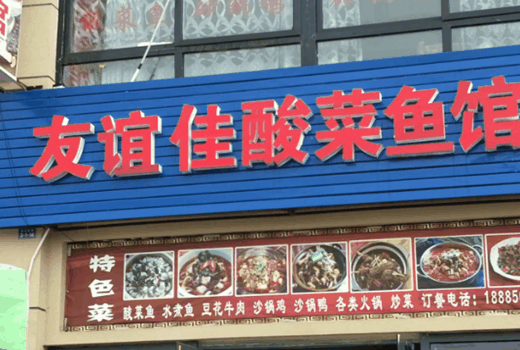 友谊佳酸菜鱼馆
特色菜
酸菜鱼 水煮鱼 豆花牛肉 沙锅鸡 沙锅鸭 各类火锅 炒菜 订餐电话：18885